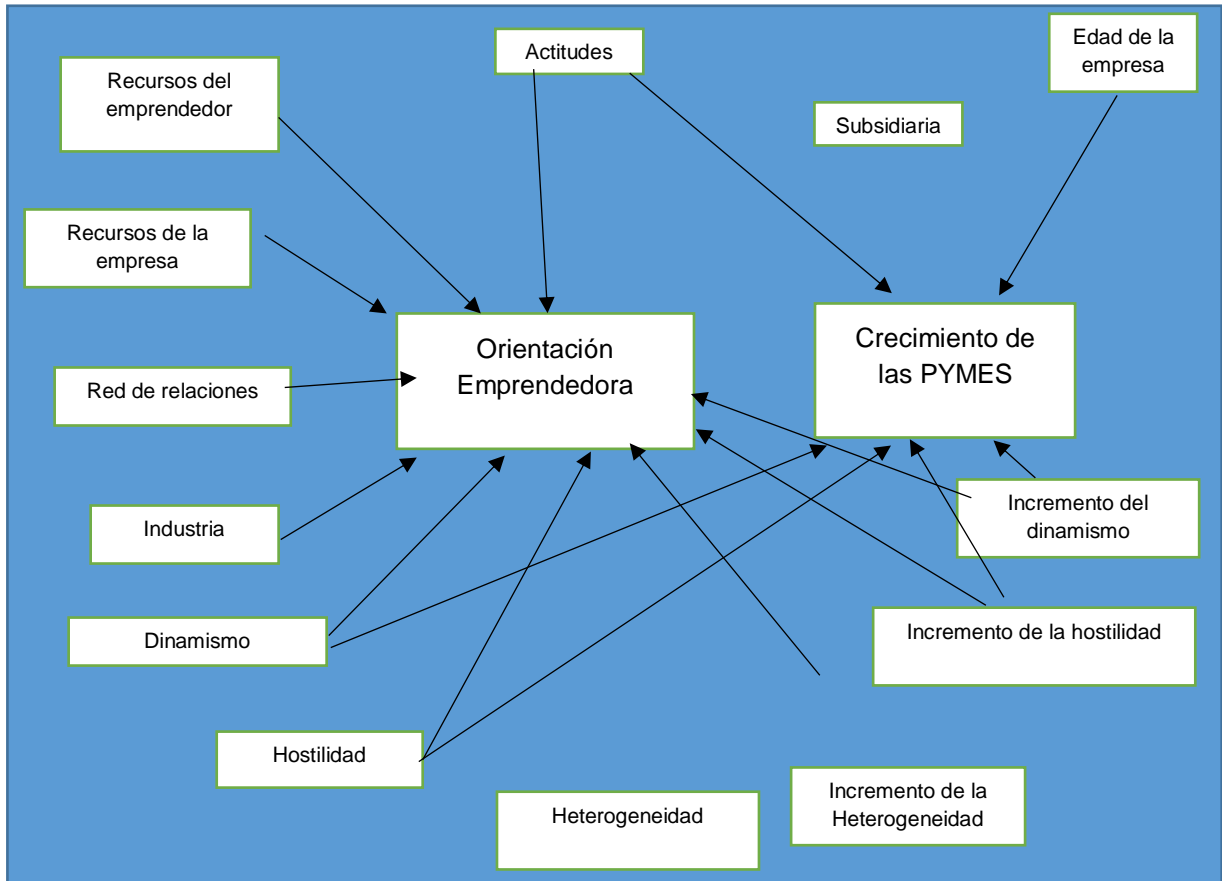 Actitudes
Edad de la
empresa
Recursos del
emprendedor
Subsidiaria
Recursos de la
empresa
Orientación
Emprendedora
Crecimiento de
las PYMES
Red de relaciones
Industria
Incremento del
dinamismo
Dinamismo
Incremento de la hostilidad
Hostilidad
Heterogeneidad
Incremento de la
Heterogeneidad